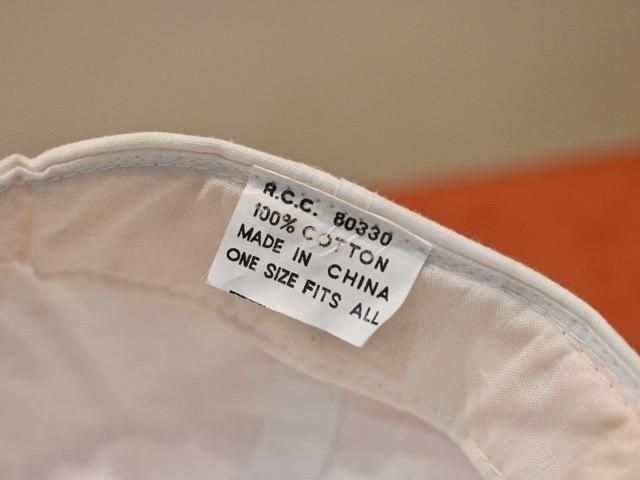 R.C.C. 80330
100% COTTON
MADE IN CHINA
ONE SIZE FITS ALL